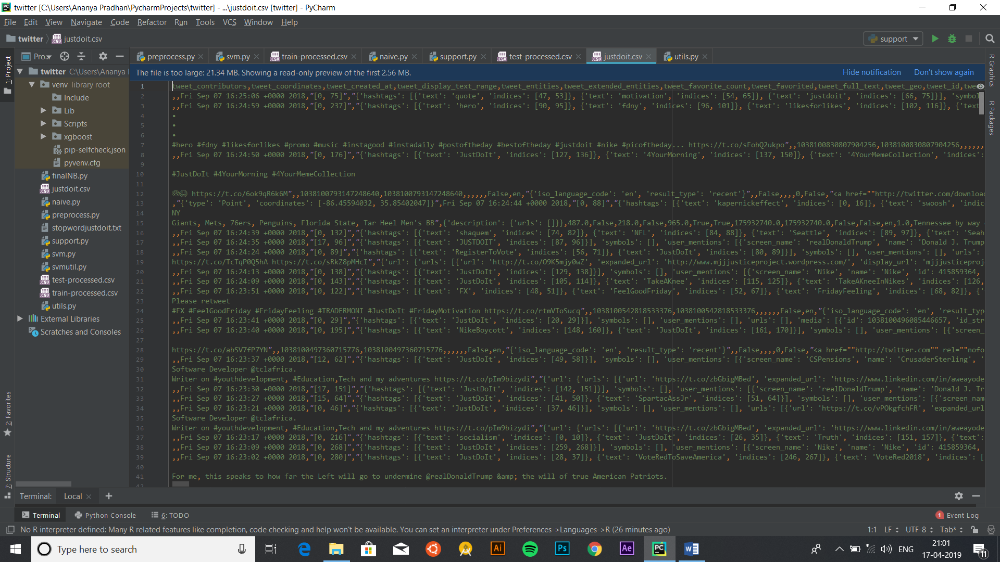 twitter [C:\Users\Ananya Pradhan\PycharmProjects\twitter] - ...\justdoit.csv [twitter] - PyCharm
File Edit View Navigate Code Refactor Run Tools VCS Window Help
twitter justdoit.csv support
Pro... preprocess.py svm.py train-processed.csv naive.py support.py test-processed.csv justdoit.csv utils.py
1: Project
R Graphics
R Packages
2: Favorites
7: Structure
twitter C:\Users\Ananya
venv library root
Include
Lib
Scripts
xgboost
pip-selfcheck.json
pyvenv.cfg
finalNB.py
justdoit.csv
naive.py
preprocess.py
stopwordjustdoit.txt
support.py
svm.py
svmutil.py
test-processed.csv
train-processed.csv
utils.py
External Libraries
Scratches and Consoles
The file is too large: 21.34 MB. Showing a read-only preview of the first 2.56 MB. Hide notification Don't show again
1 tweet_contributors,tweet_coordinates,tweet_created_at,tweet_display_text_range,tweet_entities,tweet_extended_entities,tweet_favorite_count,tweet_favorited,tweet_full_text,tweet_geo,tweet_id,twe
2 ,,Fri Sep 07 16:25:06 +0000 2018,"[0, 75]","{'hashtags': [{'text': 'quote', 'indices': [47, 53]}, {'text': 'motivation', 'indices': [54, 65]}, {'text': 'justdoit', 'indices': [66, 75]}], 'symbol
3 ,,Fri Sep 07 16:24:59 +0000 2018,"[0, 237]","{'hashtags': [{'text': 'hero', 'indices': [90, 95]}, {'text': 'fdny', 'indices': [96, 101]}, {'text': 'likesforlikes', 'indices': [102, 116]}, {'text
4 •
5 •
6 •
7 #hero #fdny #likesforlikes #promo #music #instagood #instadaily #postoftheday #bestoftheday #justdoit #nike #picoftheday... https://t.co/sFobQ2ukpo",,1038100830807904256,1038100830807904256,,,,,,
8 ,,Fri Sep 07 16:24:50 +0000 2018,"[0, 176]","{'hashtags': [{'text': 'JustDoIt', 'indices': [127, 136]}, {'text': '4YourMorning', 'indices': [137, 150]}, {'text': '4YourMemeCollection', 'indices':
9
10 #JustDoIt #4YourMorning #4YourMemeCollection
11
12 🍪😂 https://t.co/6ok9qR6k6M",,1038100793147248640,1038100793147248640,,,,,,False,en,"{'iso_language_code': 'en', 'result_type': 'recent'}",,False,,,,0,False,"<a href=""http://twitter.com/download
13 ,"{'type': 'Point', 'coordinates': [-86.45594032, 35.85402047]}",Fri Sep 07 16:24:44 +0000 2018,"[0, 88]","{'hashtags': [{'text': 'kapernickeffect', 'indices': [0, 16]}, {'text': 'swoosh', 'indic
14 NY
15 Giants, Mets, 76ers, Penguins, Florida State, Tar Heel Men's BB",{'description': {'urls': []}},487.0,False,218.0,False,965.0,True,True,175932740.0,175932740.0,False,False,en,1.0,Tennessee by way
16 ,,Fri Sep 07 16:24:39 +0000 2018,"[0, 132]","{'hashtags': [{'text': 'shaquem', 'indices': [74, 82]}, {'text': 'NFL', 'indices': [84, 88]}, {'text': 'Seattle', 'indices': [89, 97]}, {'text': 'Seah
17 ,,Fri Sep 07 16:24:35 +0000 2018,"[17, 96]","{'hashtags': [{'text': 'JUSTDOIT', 'indices': [87, 96]}], 'symbols': [], 'user_mentions': [{'screen_name': 'realDonaldTrump', 'name': 'Donald J. Trump
18 ,,Fri Sep 07 16:24:24 +0000 2018,"[0, 89]","{'hashtags': [{'text': 'RegisterToVote', 'indices': [56, 71]}, {'text': 'JustDoIt', 'indices': [80, 89]}], 'symbols': [], 'user_mentions': [], 'urls':
19 https://t.co/TcTqP0Q5hA https://t.co/sRkZ8pMHcI","{'url': {'urls': [{'url': 'http://t.co/O9K5mjy0wZ', 'expanded_url': 'http://www.mjjjusticeproject.wordpress.com/', 'display_url': 'mjjjusticeproj
20 ,,Fri Sep 07 16:24:13 +0000 2018,"[0, 138]","{'hashtags': [{'text': 'JustDoIt', 'indices': [129, 138]}], 'symbols': [], 'user_mentions': [{'screen_name': 'Nike', 'name': 'Nike', 'id': 415859364,
21 ,,Fri Sep 07 16:24:09 +0000 2018,"[0, 143]","{'hashtags': [{'text': 'JustDoIt', 'indices': [105, 114]}, {'text': 'TakeAKnee', 'indices': [115, 125]}, {'text': 'TakeAKneeInNikes', 'indices': [126,
22 ,,Fri Sep 07 16:23:51 +0000 2018,"[0, 122]","{'hashtags': [{'text': 'FX', 'indices': [48, 51]}, {'text': 'FeelGoodFriday', 'indices': [52, 67]}, {'text': 'FridayFeeling', 'indices': [68, 82]}, {'
23 Please retweet
24 #FX #FeelGoodFriday #FridayFeeling #TRADERMONI #JustDoIt #FridayMotivation https://t.co/rtmVToSucq",,1038100542818533376,1038100542818533376,,,,,,False,en,"{'iso_language_code': 'en', 'result_typ
25 ,,Fri Sep 07 16:23:41 +0000 2018,"[0, 29]","{'hashtags': [{'text': 'JustDoIt', 'indices': [20, 29]}], 'symbols': [], 'user_mentions': [], 'urls': [], 'media': [{'id': 1038100496085446657, 'id_str
26 ,,Fri Sep 07 16:23:40 +0000 2018,"[0, 195]","{'hashtags': [{'text': 'NikeBoycott', 'indices': [148, 160]}, {'text': 'JustDoIt', 'indices': [161, 170]}], 'symbols': [], 'user_mentions': [{'screen_
27
28 https://t.co/abSV7fP7YN",,1038100497360715776,1038100497360715776,,,,,,False,en,"{'iso_language_code': 'en', 'result_type': 'recent'}",,False,,,,0,False,"<a href=""http://twitter.com"" rel=""nofo
29 ,,Fri Sep 07 16:23:37 +0000 2018,"[12, 62]","{'hashtags': [{'text': 'JustDoIt', 'indices': [49, 58]}], 'symbols': [], 'user_mentions': [{'screen_name': 'CSPensions', 'name': 'CrusaderSterling', '
30 Software Developer @tclafrica.
31 Writer on #youthdevelopment, #Education,Tech and my adventures https://t.co/pIm9bizydi","{'url': {'urls': [{'url': 'https://t.co/zbGbigMBed', 'expanded_url': 'https://www.linkedin.com/in/aweayode
32 ,,Fri Sep 07 16:23:30 +0000 2018,"[17, 151]","{'hashtags': [{'text': 'JustDoIt', 'indices': [142, 151]}], 'symbols': [], 'user_mentions': [{'screen_name': 'realDonaldTrump', 'name': 'Donald J. Tr
33 ,,Fri Sep 07 16:23:27 +0000 2018,"[15, 64]","{'hashtags': [{'text': 'JustDoIt', 'indices': [41, 50]}, {'text': 'SpartacAssJr', 'indices': [51, 64]}], 'symbols': [], 'user_mentions': [{'screen_nam
34 ,,Fri Sep 07 16:23:21 +0000 2018,"[0, 46]","{'hashtags': [{'text': 'JustDoIt', 'indices': [37, 46]}], 'symbols': [], 'user_mentions': [], 'urls': [{'url': 'https://t.co/vPOkgfchFR', 'expanded_url
35 Software Developer @tclafrica.
36 Writer on #youthdevelopment, #Education,Tech and my adventures https://t.co/pIm9bizydi","{'url': {'urls': [{'url': 'https://t.co/zbGbigMBed', 'expanded_url': 'https://www.linkedin.com/in/aweayode
37 ,,Fri Sep 07 16:23:17 +0000 2018,"[0, 216]","{'hashtags': [{'text': 'socialism', 'indices': [0, 10]}, {'text': 'JustDoIt', 'indices': [26, 35]}, {'text': 'Truth', 'indices': [151, 157]}, {'text':
38 ,,Fri Sep 07 16:23:09 +0000 2018,"[0, 268]","{'hashtags': [{'text': 'JustDoIt', 'indices': [259, 268]}], 'symbols': [], 'user_mentions': [{'screen_name': 'Nike', 'name': 'Nike', 'id': 415859364,
39 ,,Fri Sep 07 16:23:02 +0000 2018,"[0, 280]","{'hashtags': [{'text': 'JustDoIt', 'indices': [28, 37]}, {'text': 'VoteRedToSaveAmerica', 'indices': [246, 267]}, {'text': 'VoteRed2018', 'indices': [
40
41 For me, this speaks to how far the Left will go to undermine @realDonaldTrump &amp; the will of true American Patriots.
42
Terminal: Local
Terminal Python Console 6: TODO 1 Event Log
No R interpreter defined: Many R related features like completion, code checking and help won't be available. You can set an interpreter under Preferences->Languages->R (26 minutes ago) 1:1 LF UTF-8 Tab*
Type here to search Ai Ps Ae PC ENG 21:01
17-04-2019 11